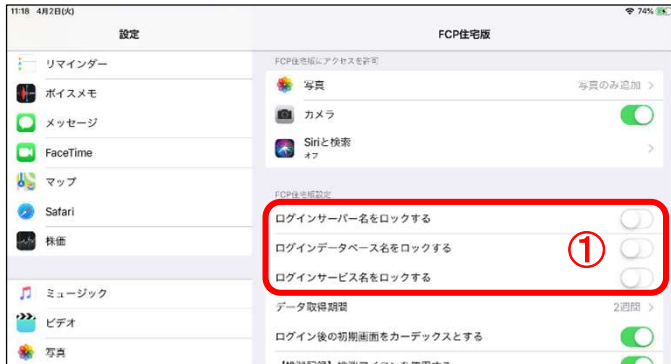 11:18 4月2日(火)
74%
設定
FCP住宅版
リマインダー
ボイスメモ
メッセージ
FaceTime
マップ
Safari
株価
ミュージック
ビデオ
写真
FCP住宅版にアクセスを許可
写真
写真のみ追加
カメラ
Siriと検索
オフ
FCP住宅版設定
ログインサーバー名をロックする
ログインデータベース名をロックする
ログインサービス名をロックする
①
データ取得期間
2週間
ログイン後の初期画面をカーデックスとする